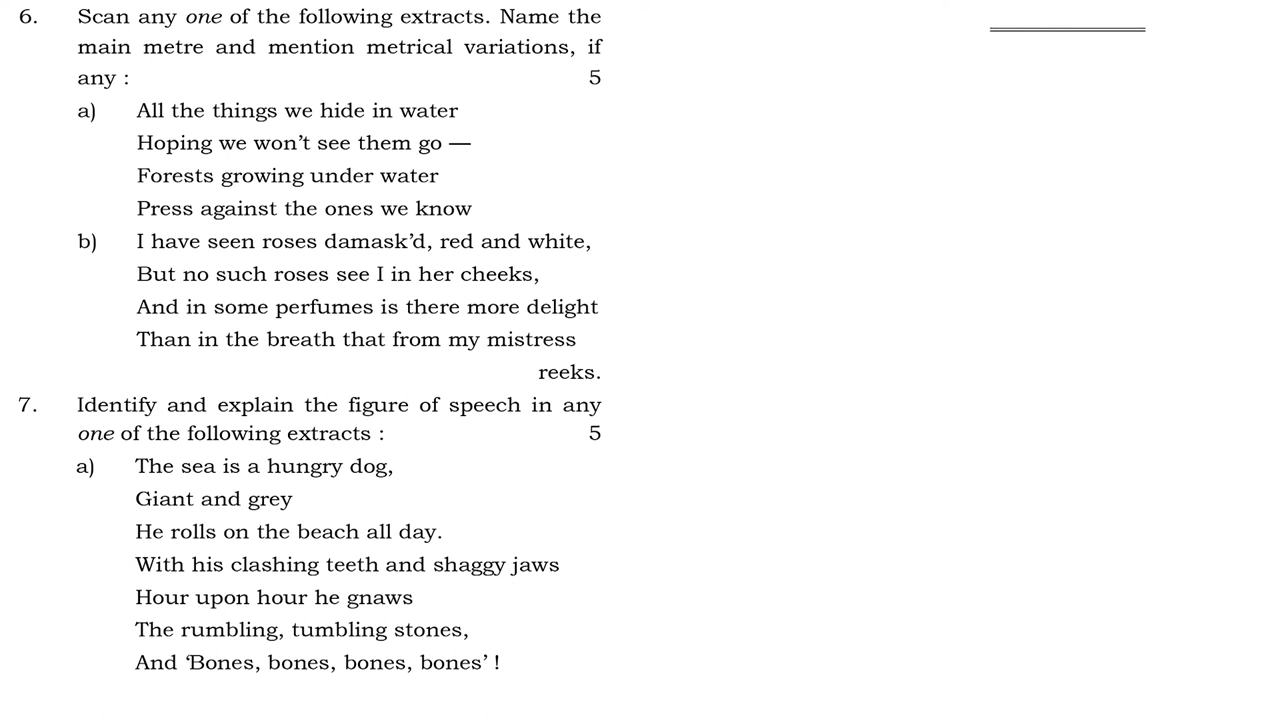 6. Scan any one of the following extracts. Name the
main metre and mention metrical variations, if
any : 5
a) All the things we hide in water
Hoping we won’t see them go —
Forests growing under water
Press against the ones we know
b) I have seen roses damask’d, red and white,
But no such roses see I in her cheeks,
And in some perfumes is there more delight
Than in the breath that from my mistress
reeks.
7. Identify and explain the figure of speech in any
one of the following extracts : 5
a) The sea is a hungry dog,
Giant and grey
He rolls on the beach all day.
With his clashing teeth and shaggy jaws
Hour upon hour he gnaws
The rumbling, tumbling stones,
And ‘Bones, bones, bones, bones’ !